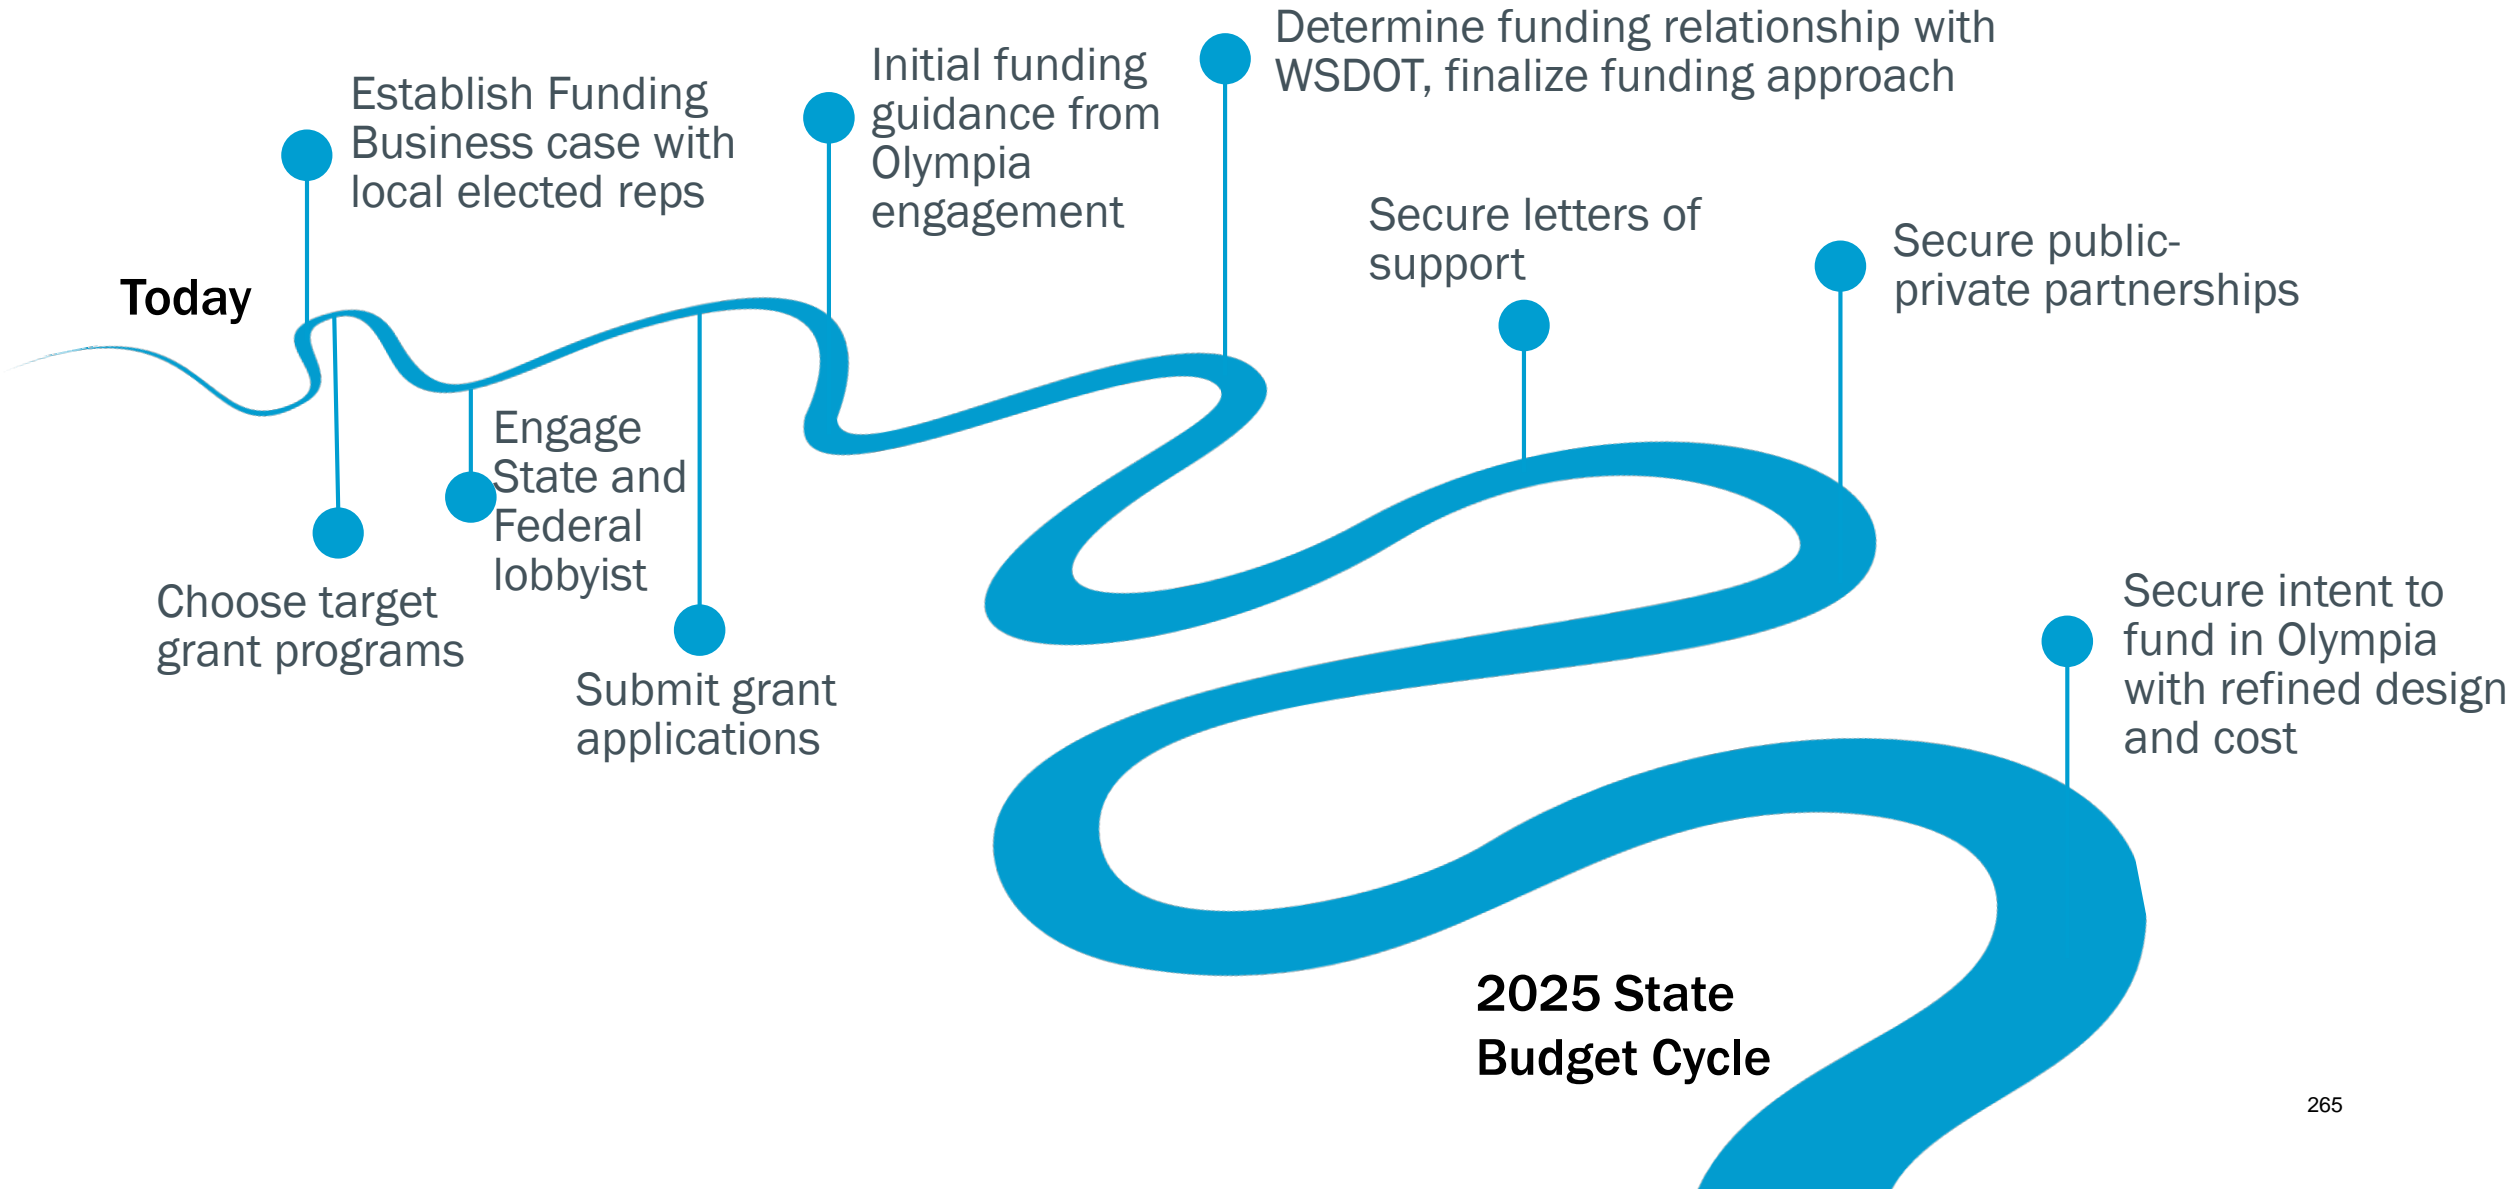 Today
Establish Funding
Business case with
local elected reps
Choose target
grant programs
Engage
State and
Federal
lobbyist
Submit grant
applications
Initial funding
guidance from
Olympia
engagement
Determine funding relationship with
WSDOT, finalize funding approach
Secure letters of
support
Secure public-
private partnerships
Secure intent to
fund in Olympia
with refined design
and cost
2025 State
Budget Cycle
265